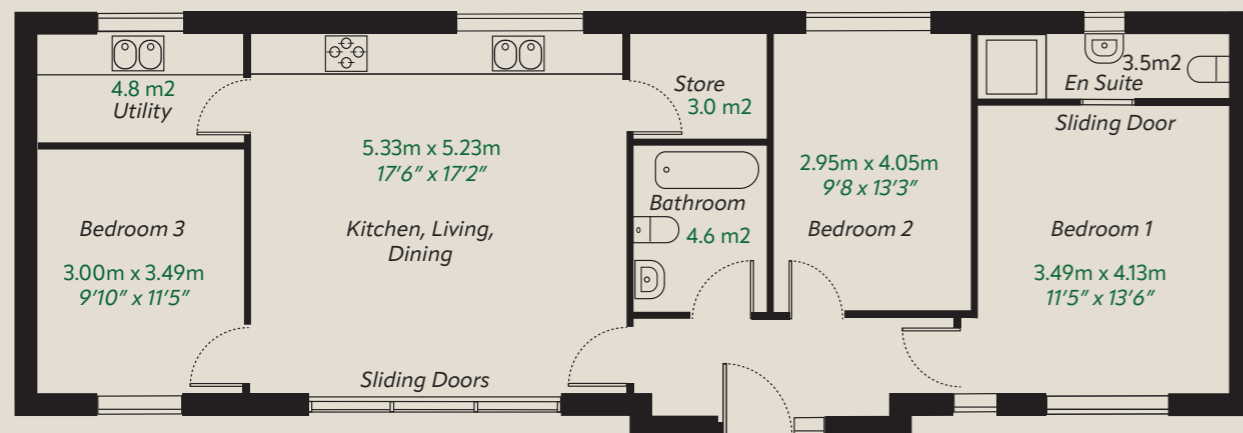 4.8 m2
Utility
Bedroom 3
3.00m x 3.49m
9'10" x 11'5"
5.33m x 5.23m
17'6" x 17'2"
Kitchen, Living,
Dining
Sliding Doors
Store
3.0 m2
Bathroom
4.6 m2
2.95m x 4.05m
9'8 x 13'3"
Bedroom 2
3.5m2
En Suite
Sliding Door
Bedroom 1
3.49m x 4.13m
11'5" x 13'6"